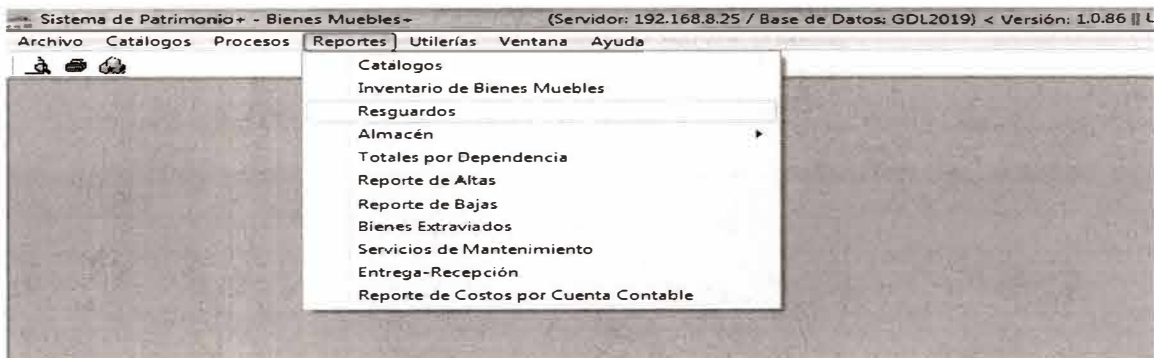 Sistema de Patrimonio+ - Bienes Muebles+ (Servidor: 192.168.8.25 / Base de Datos: GDL2019) < Versión: 1.0.86 || U
Archivo Catálogos Procesos Reportes Utilerías Ventana Ayuda
Catálogos
Inventario de Bienes Muebles
Resguardos
Almacén
Totales por Dependencia
Reporte de Altas
Reporte de Bajas
Bienes Extraviados
Servicios de Mantenimiento
Entrega-Recepción
Reporte de Costos por Cuenta Contable